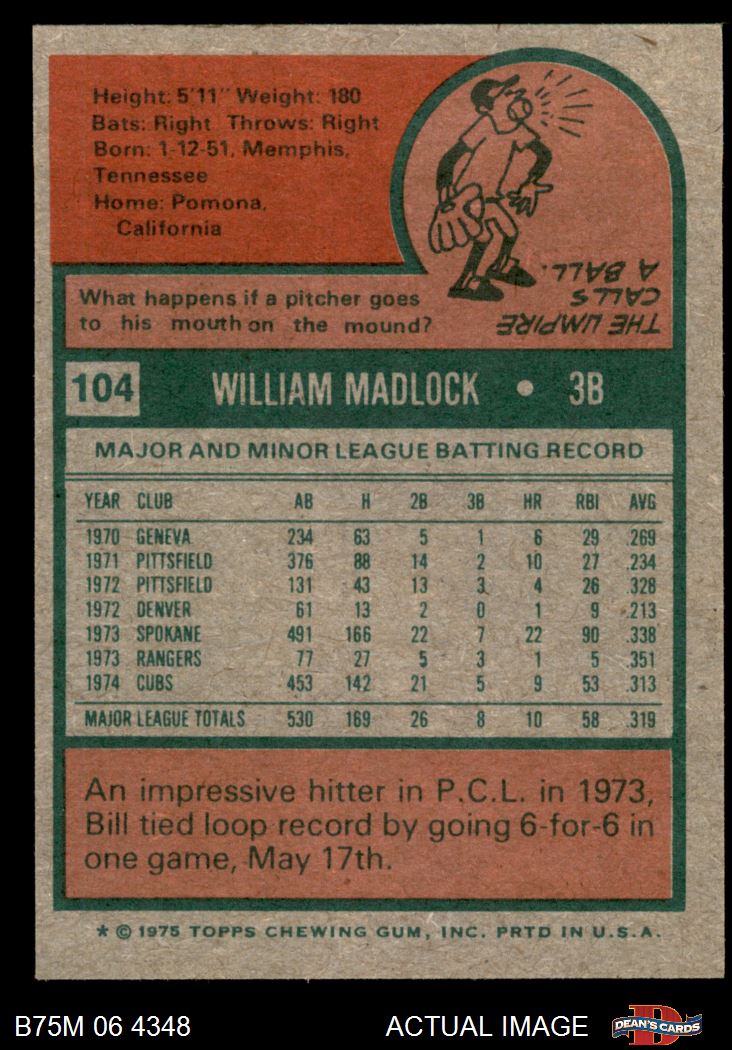 Height: 5'11" Weight: 180
Bats: Right Throws: Right
Born: 1-12-51, Memphis,
Tennessee
Home: Pomona,
California
What happens if a pitcher goes
to his mouth on the mound?
THE UMPIRE
CALLS
A BALL.
104 WILLIAM MADLOCK • 3B
MAJOR AND MINOR LEAGUE BATTING RECORD
YEAR CLUB AB H 2B 3B HR RBI AVG
1970 GENEVA 234 63 5 1 6 29 .269
1971 PITTSFIELD 376 88 14 2 10 27 .234
1972 PITTSFIELD 131 43 13 3 4 26 .328
1972 DENVER 61 13 2 0 1 9 .213
1973 SPOKANE 491 166 22 7 22 90 .338
1973 RANGERS 77 27 5 3 1 5 .351
1974 CUBS 453 142 21 5 9 53 .313
MAJOR LEAGUE TOTALS 530 169 26 8 10 58 .319
An impressive hitter in P.C.L. in 1973,
Bill tied loop record by going 6-for-6 in
one game, May 17th.
* © 1975 TOPPS CHEWING GUM, INC. PRTD IN U.S.A.
B75M 06 4348 ACTUAL IMAGE D DEAN'S CARDS